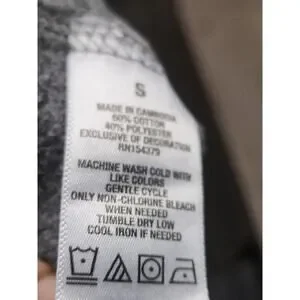 S
MADE IN CAMBODIA
60% COTTON
40% POLYESTER
EXCLUSIVE OF DECORATION
RN154379
MACHINE WASH COLD WITH
LIKE COLORS
GENTLE CYCLE
ONLY NON-CHLORINE BLEACH
WHEN NEEDED
TUMBLE DRY LOW
COOL IRON IF NEEDED